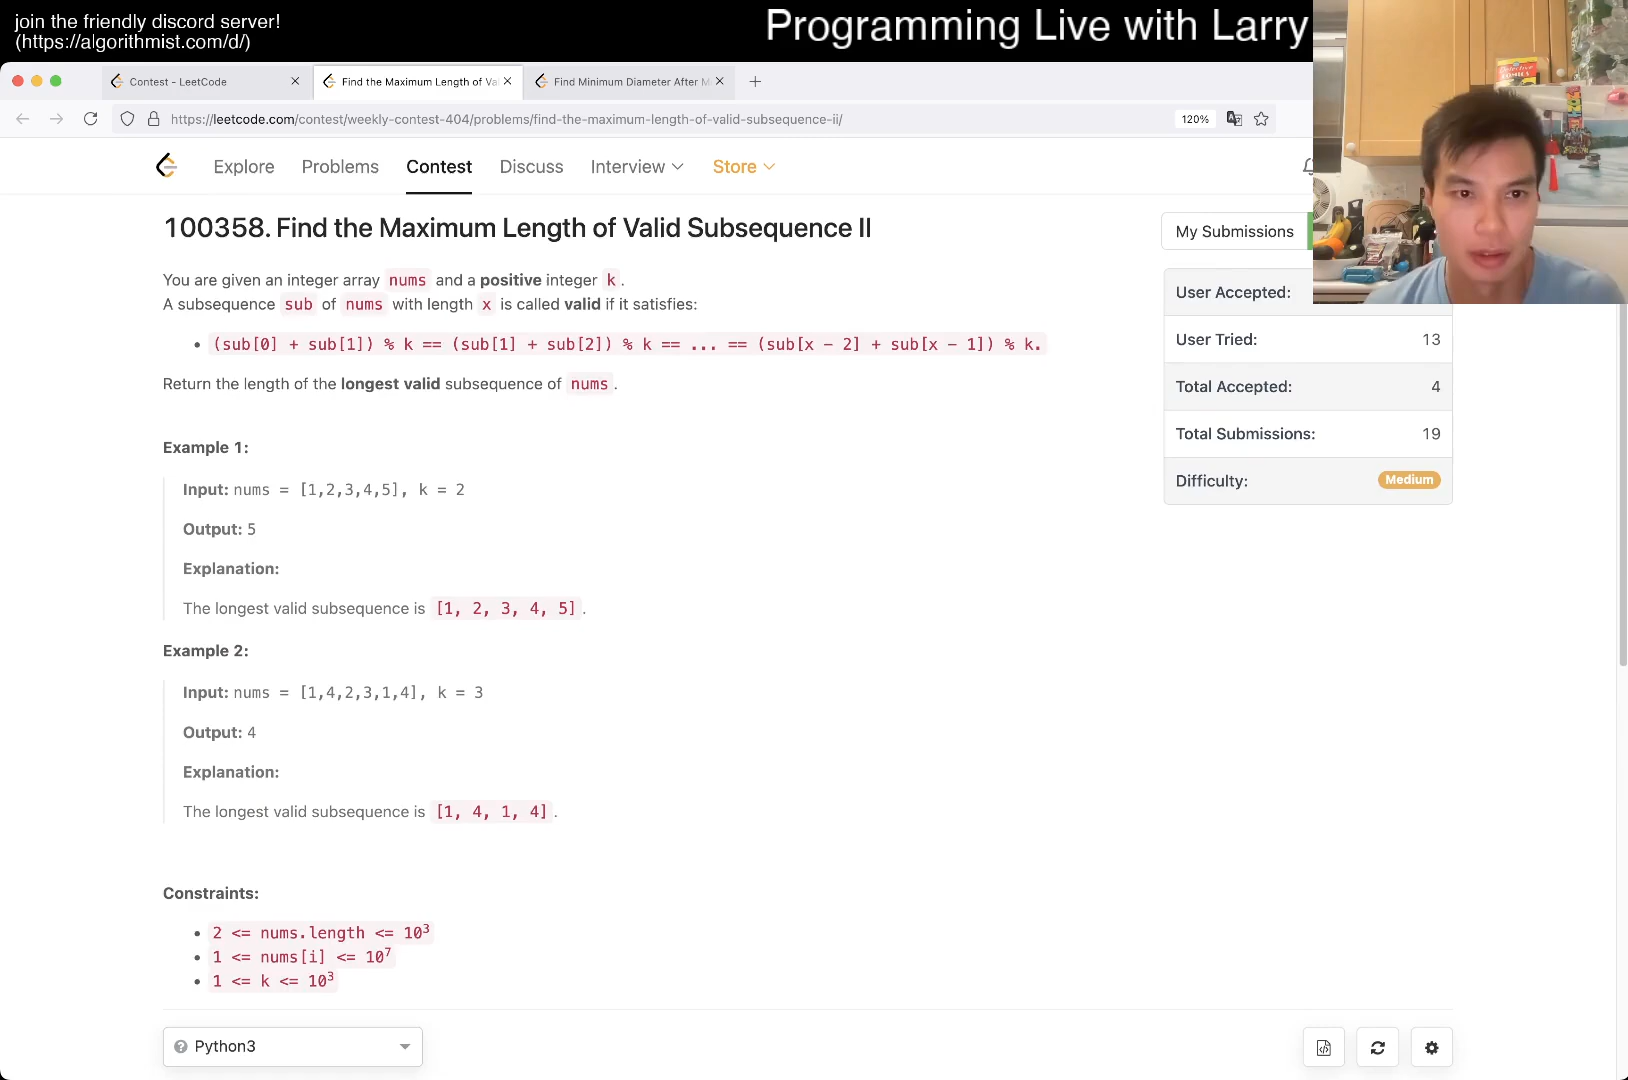 join the friendly discord server!
(https://algorithmist.com/d/)
Programming Live with Larry
Contest - LeetCode
Find the Maximum Length of Va
Find Minimum Diameter After M
https://leetcode.com/contest/weekly-contest-404/problems/find-the-maximum-length-of-valid-subsequence-ii/
120%
Explore
Problems
Contest
Discuss
Interview
Store
100358. Find the Maximum Length of Valid Subsequence II
My Submissions
You are given an integer array nums and a positive integer k.
A subsequence sub of nums with length x is called valid if it satisfies:
• (sub[0] + sub[1]) % k == (sub[1] + sub[2]) % k == ... == (sub[x - 2] + sub[x - 1]) % k.
Return the length of the longest valid subsequence of nums.
User Accepted:
User Tried: 13
Total Accepted: 4
Total Submissions: 19
Difficulty: Medium
Example 1:
Input: nums = [1,2,3,4,5], k = 2
Output: 5
Explanation:
The longest valid subsequence is [1, 2, 3, 4, 5].
Example 2:
Input: nums = [1,4,2,3,1,4], k = 3
Output: 4
Explanation:
The longest valid subsequence is [1, 4, 1, 4].
Constraints:
• 2 <= nums.length <= 10³
• 1 <= nums[i] <= 10⁷
• 1 <= k <= 10³
Python3